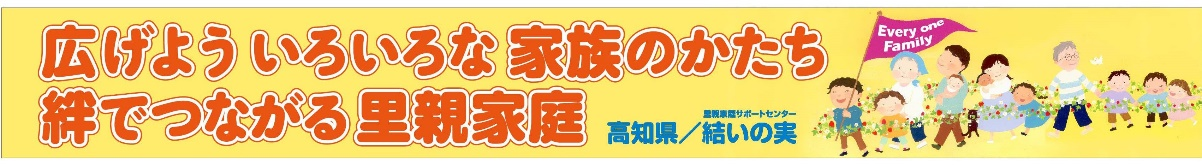 広げよう いろいろな 家族のかたち
絆でつながる 里親家庭
里親家庭サポートセンター
高知県／結いの実
Every one
Family